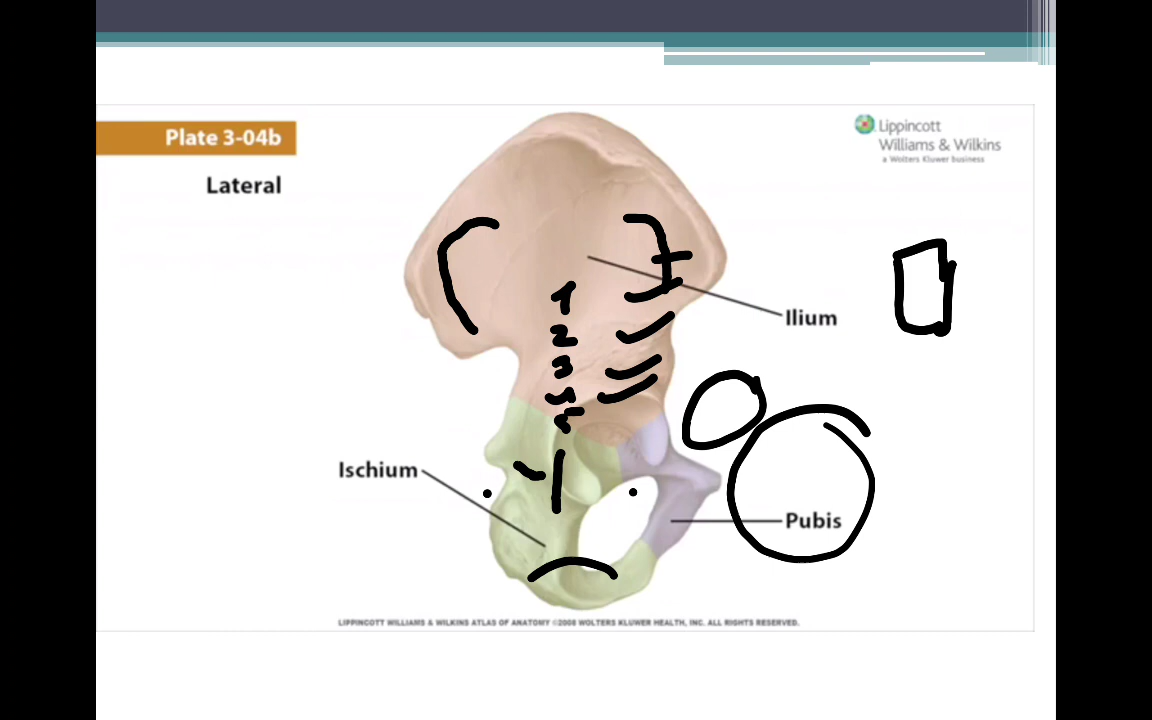 Plate 3-04b
Lippincott
Williams & Wilkins
a Wolters Kluwer business
Lateral
1
2
3
Ilium
Ischium
Pubis
LIPPINCOTT WILLIAMS & WILKINS ATLAS OF ANATOMY ©2008 WOLTERS KLUWER HEALTH, INC. ALL RIGHTS RESERVED.